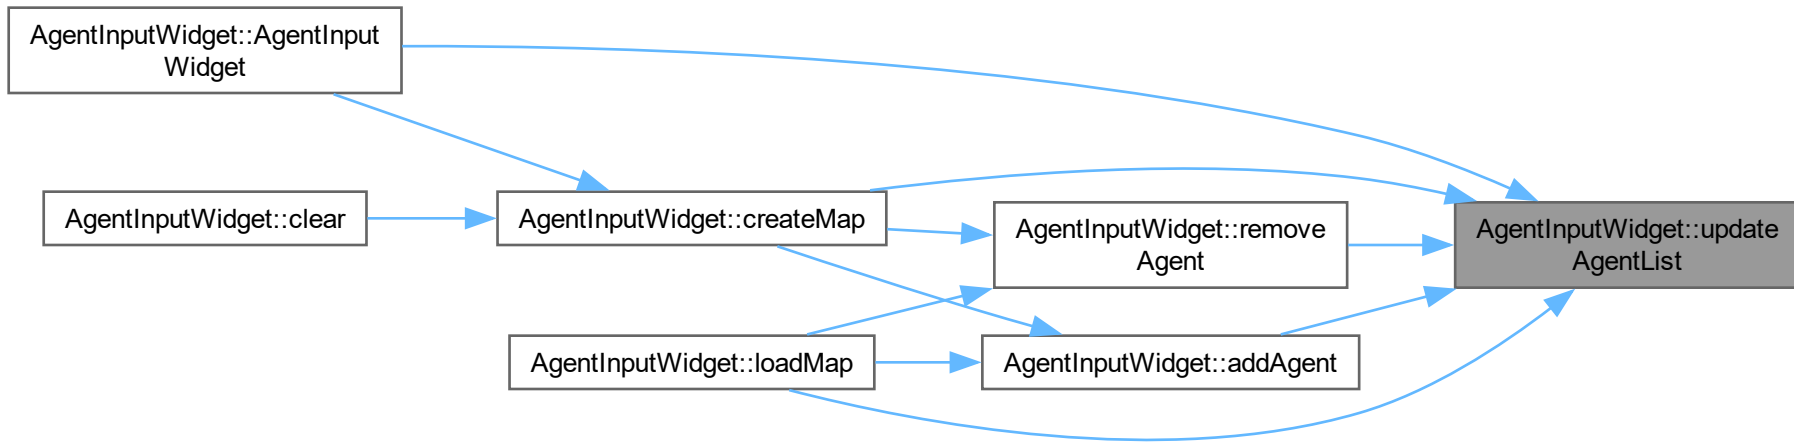 AgentInputWidget::AgentInput
Widget
AgentInputWidget::clear
AgentInputWidget::createMap
AgentInputWidget::remove
Agent
AgentInputWidget::update
AgentList
AgentInputWidget::loadMap
AgentInputWidget::addAgent